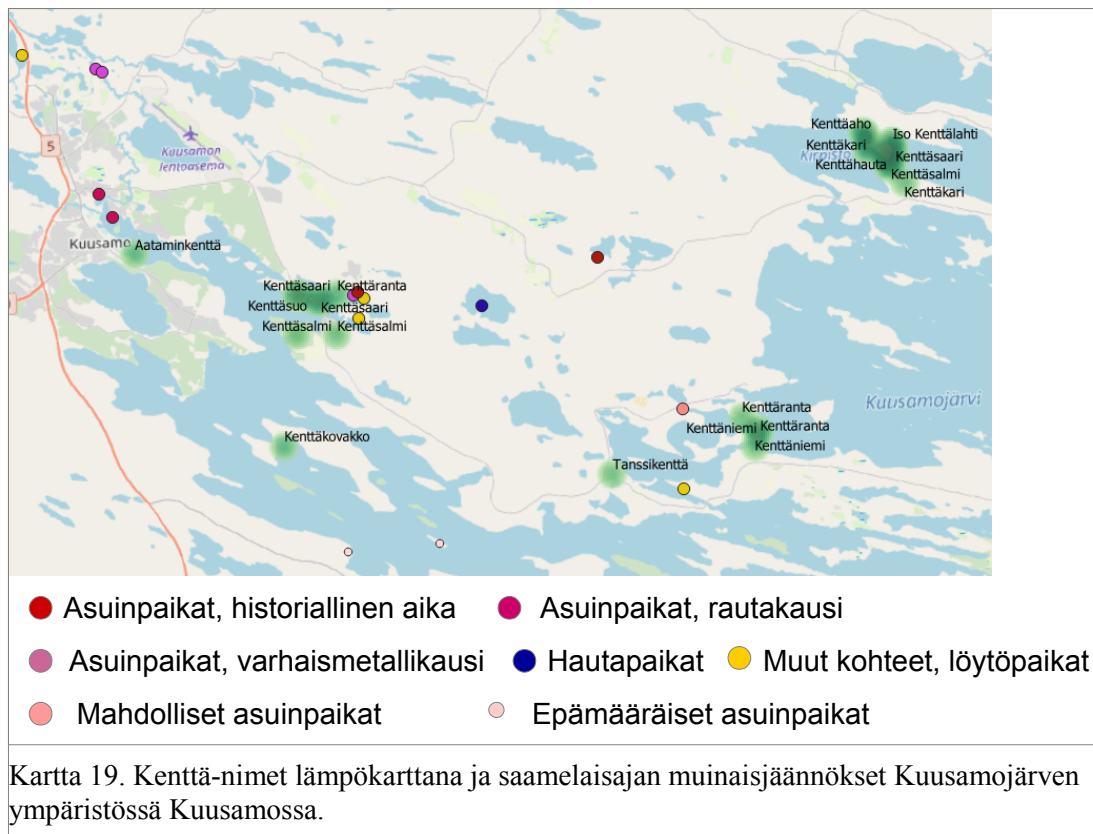 Kenttäaho
Iso Kenttälahti
5
Kuusamon
lentoasema
Kenttäkari
Kirpistö
Kenttäsaari
Kenttähauta
Kenttäsalmi
Kenttäkari
Kuusamo
Aataminkenttä
Kenttäsaari
Kenttäranta
Kenttäsuo
Kenttäsaari
Kenttäsalmi
Kenttäsalmi
Kuusamojärvi
Kenttäranta
Kenttäniemi
Kenttäranta
Kenttäkovakko
Kenttäniemi
Tanssikenttä
Asuinpaikat, historiallinen aika
Asuinpaikat, rautakausi
Asuinpaikat, varhaismetallikausi
Hautapaikat
Muut kohteet, löytöpaikat
Mahdolliset asuinpaikat
Epämääräiset asuinpaikat
Kartta 19. Kenttä-nimet lämpökarttana ja saamelaisajan muinaisjäännökset Kuusamojärven
ympäristössä Kuusamossa.